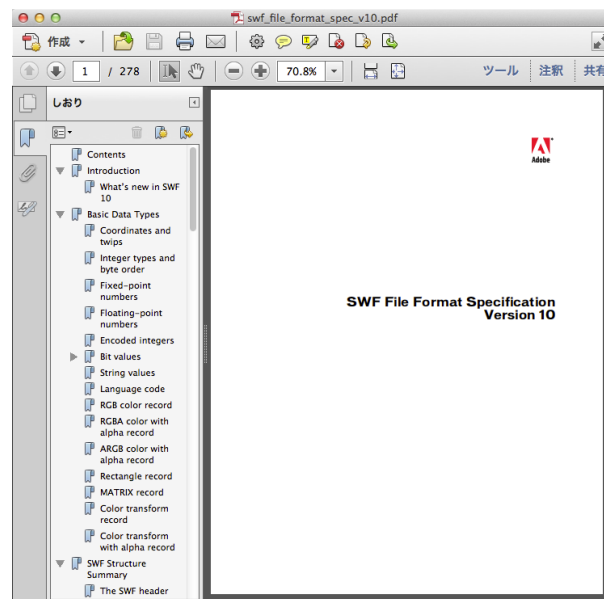 swf_file_format_spec_v10.pdf
作成
1 / 278
70.8%
ツール 注釈 共有
しおり
Contents
Introduction
What's new in SWF
10
Basic Data Types
Coordinates and
twips
Integer types and
byte order
Fixed-point
numbers
Floating-point
numbers
Encoded integers
Bit values
String values
Language code
RGB color record
RGBA color with
alpha record
ARGB color with
alpha record
Rectangle record
MATRIX record
Color transform
record
Color transform
with alpha record
SWF Structure
Summary
The SWF header
Adobe
SWF File Format Specification
Version 10